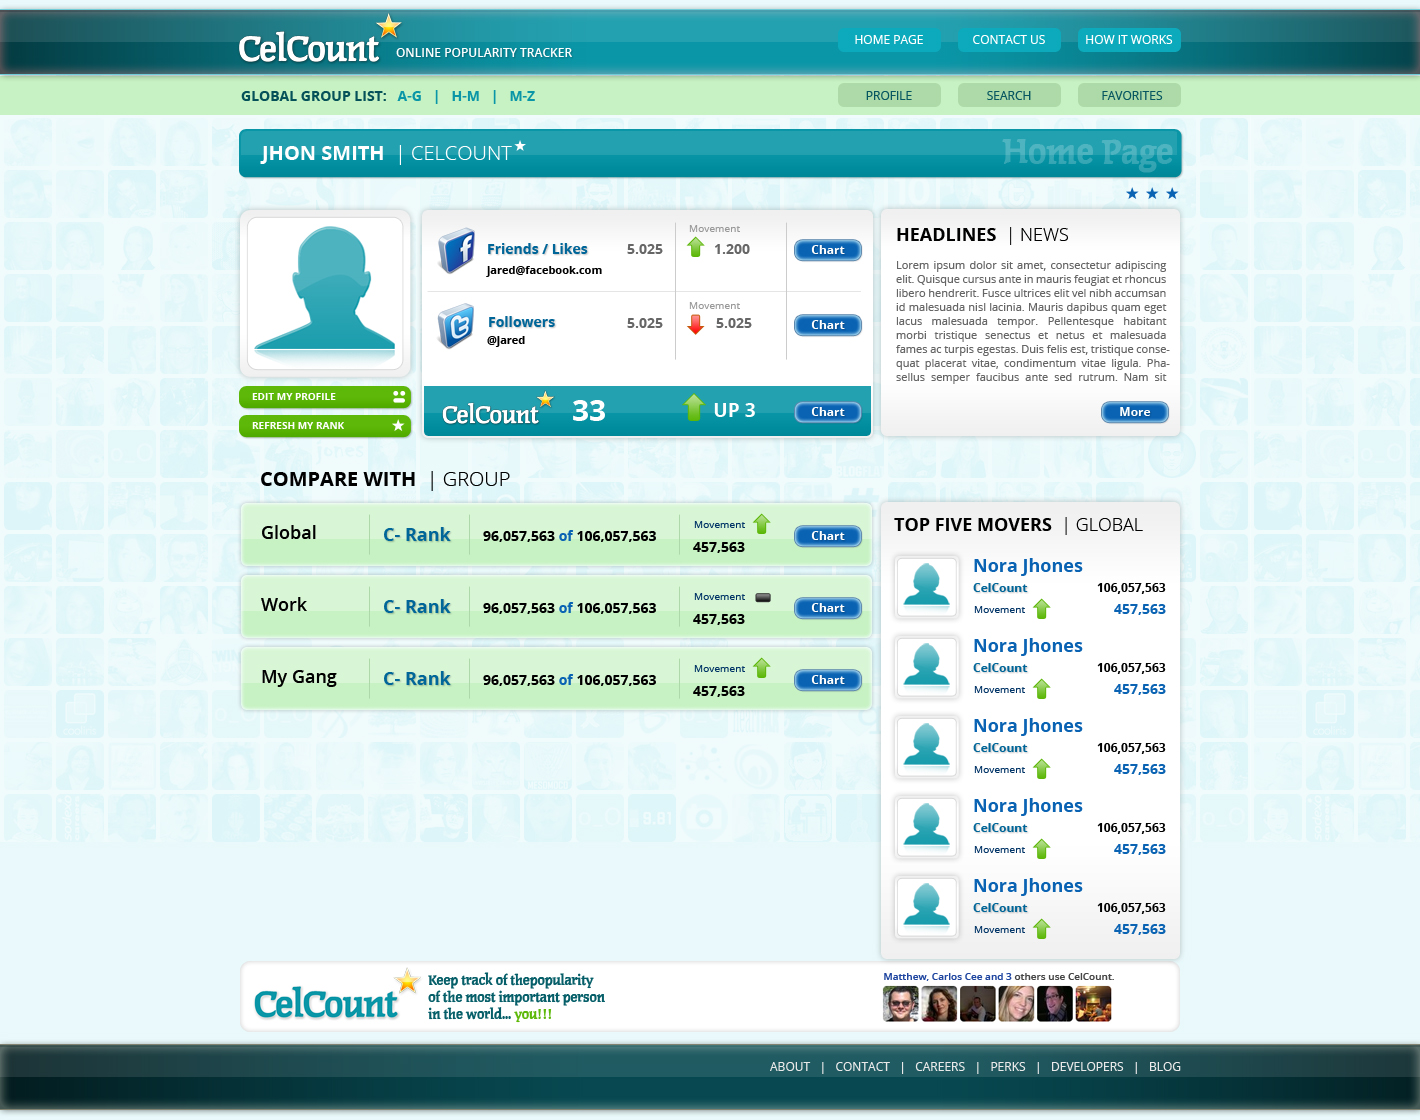 CelCount
ONLINE POPULARITY TRACKER
HOME PAGE
CONTACT US
HOW IT WORKS
GLOBAL GROUP LIST: A-G | H-M | M-Z
PROFILE
SEARCH
FAVORITES
JHON SMITH | CELCOUNT
Home Page
EDIT MY PROFILE
REFRESH MY RANK
Friends / Likes 5.025
jared@facebook.com
Movement
1.200
Chart
Followers 5.025
@jared
Movement
5.025
Chart
CelCount 33 UP 3 Chart
HEADLINES | NEWS
Lorem ipsum dolor sit amet, consectetur adipiscing
elit. Quisque cursus ante in mauris feugiat et rhoncus
libero hendrerit. Fusce ultrices elit vel nibh accumsan
id malesuada nisl lacinia. Mauris dapibus quam eget
lacus malesuada tempor. Pellentesque habitant
morbi tristique senectus et netus et malesuada
fames ac turpis egestas. Duis felis est, tristique conse-
quat placerat vitae, condimentum vitae ligula. Pha-
sellus semper faucibus ante sed rutrum. Nam sit
More
COMPARE WITH | GROUP
Global C- Rank 96,057,563 of 106,057,563
Movement
457,563
Chart
Work C- Rank 96,057,563 of 106,057,563
Movement
457,563
Chart
My Gang C- Rank 96,057,563 of 106,057,563
Movement
457,563
Chart
TOP FIVE MOVERS | GLOBAL
Nora Jhones
CelCount 106,057,563
Movement 457,563
Nora Jhones
CelCount 106,057,563
Movement 457,563
Nora Jhones
CelCount 106,057,563
Movement 457,563
Nora Jhones
CelCount 106,057,563
Movement 457,563
Nora Jhones
CelCount 106,057,563
Movement 457,563
CelCount
Keep track of thepopularity
of the most important person
in the world... you!!!
Matthew, Carlos Cee and 3 others use CelCount.
ABOUT | CONTACT | CAREERS | PERKS | DEVELOPERS | BLOG